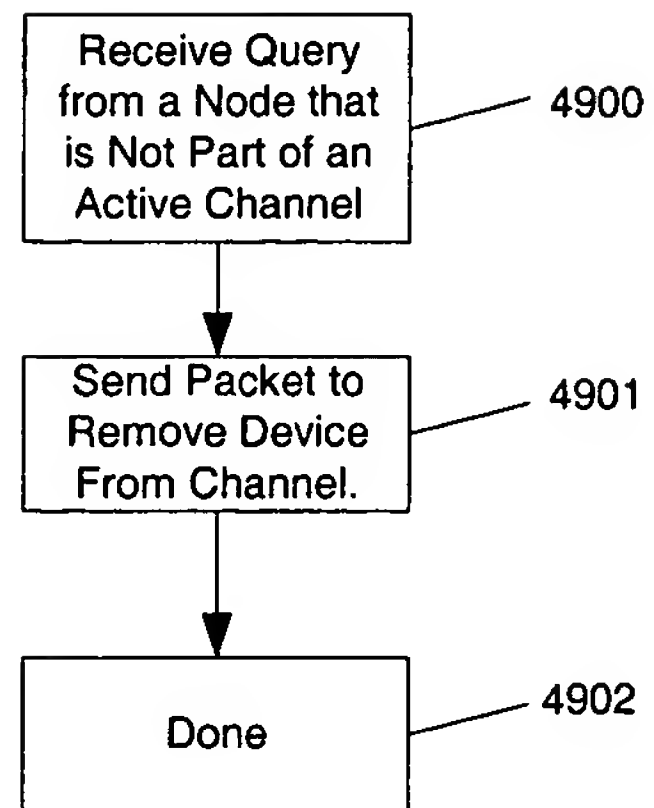 Receive Query
from a Node that
is Not Part of an
Active Channel
4900
Send Packet to
Remove Device
From Channel.
4901
Done
4902